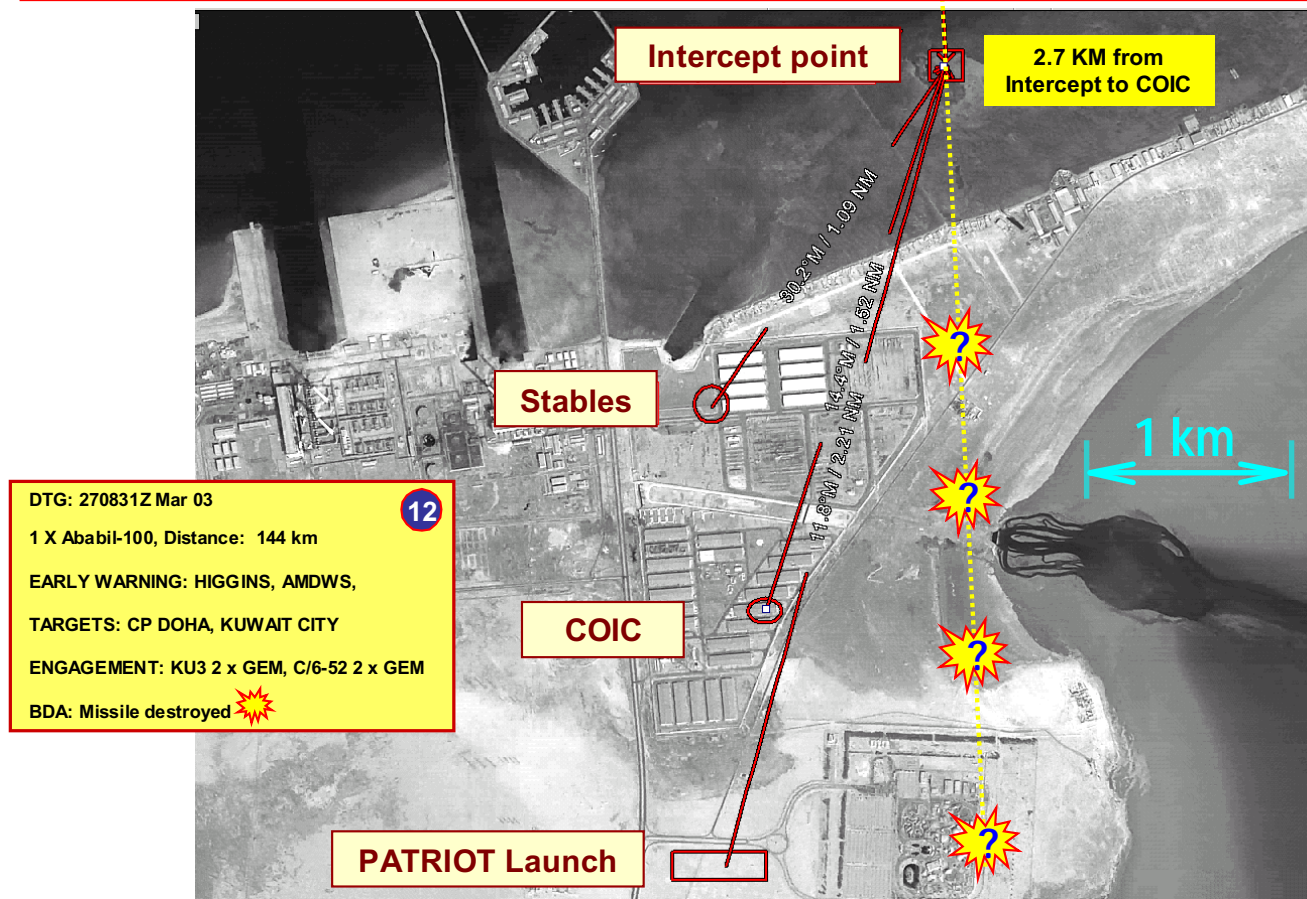 Intercept point
2.7 KM from
Intercept to COIC
30.2°M / 1.09 NM
14.4°M / 1.52 NM
11.8°M / 2.21 NM
?
Stables
1 km
?
12
DTG: 270831Z Mar 03
1 X Ababil-100, Distance: 144 km
EARLY WARNING: HIGGINS, AMDWS,
TARGETS: CP DOHA, KUWAIT CITY
ENGAGEMENT: KU3 2 x GEM, C/6-52 2 x GEM
BDA: Missile destroyed
COIC
?
PATRIOT Launch
?